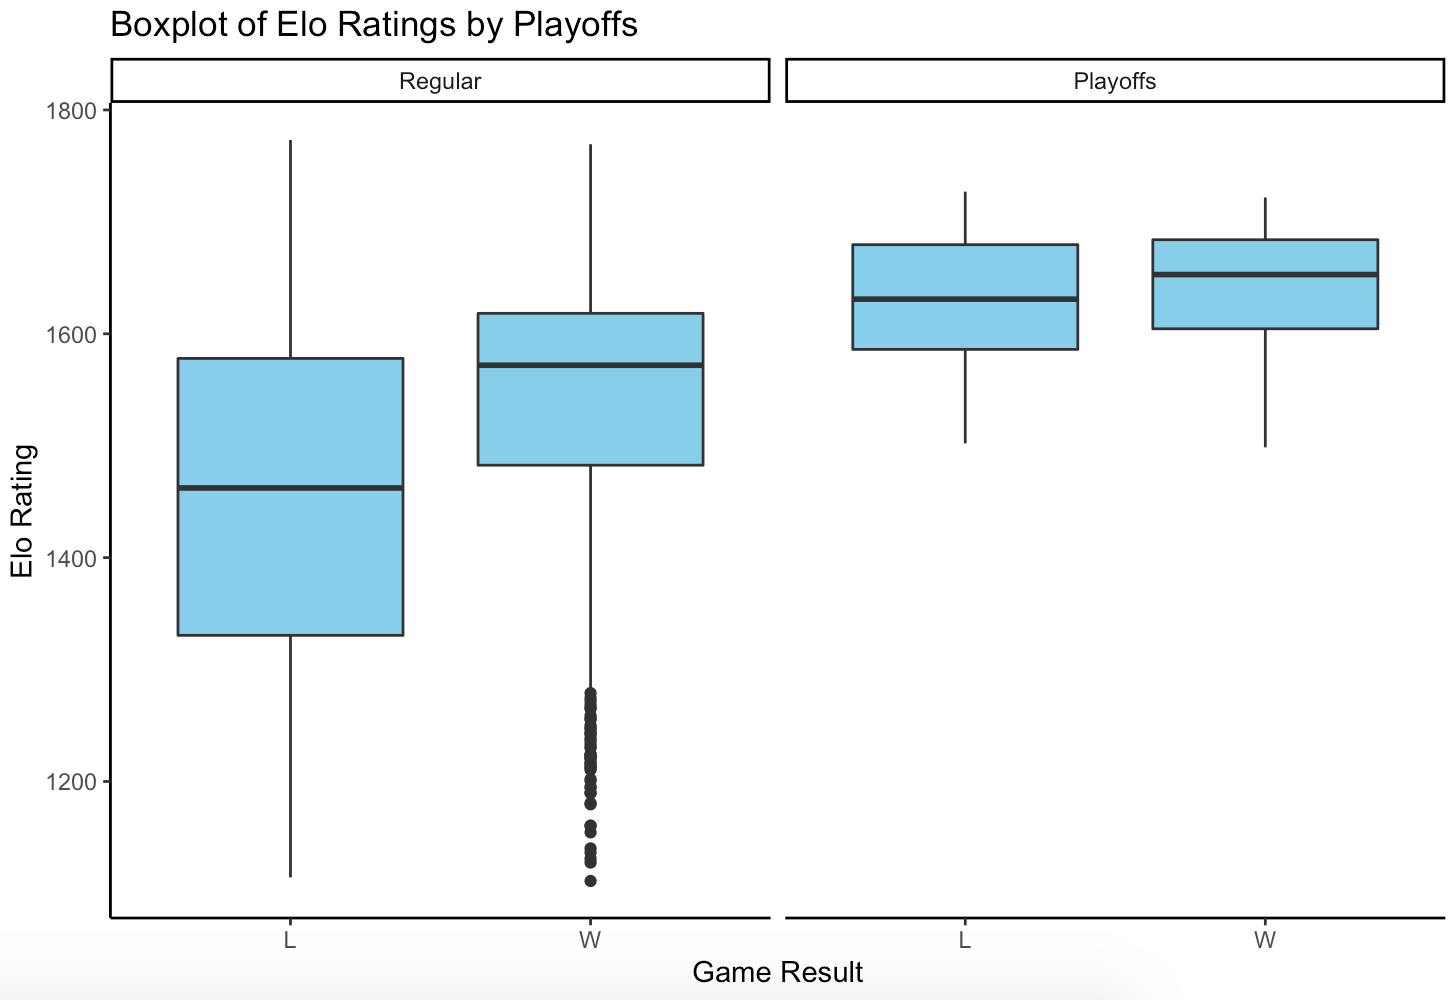 Boxplot of Elo Ratings by Playoffs
Regular
Playoffs
1800
1600
1400
1200
Elo Rating
L
W
L
W
Game Result